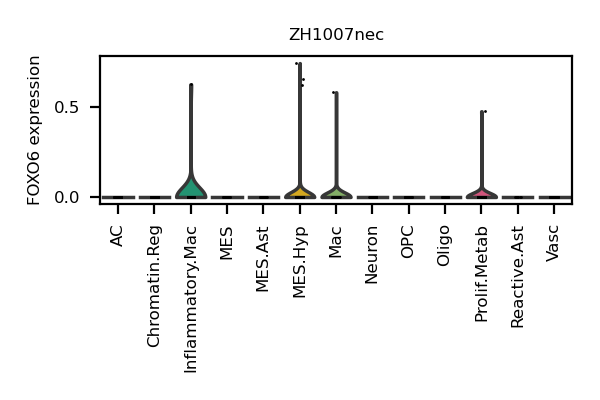 ZH1007nec
FOXO6 expression
0.5
0.0
AC
Chromatin.Reg
Inflammatory.Mac
MES
MES.Ast
MES.Hyp
Mac
Neuron
OPC
Oligo
Prolif.Metab
Reactive.Ast
Vasc